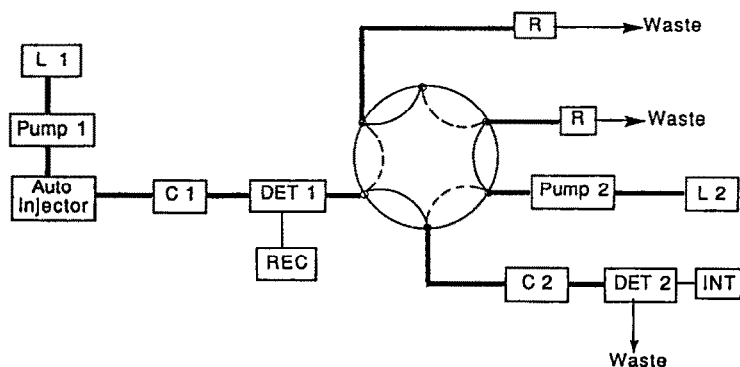 R
Waste
L 1
Pump 1
R
Waste
Auto
Injector
C 1
DET 1
Pump 2
L 2
REC
C 2
DET 2
INT
Waste